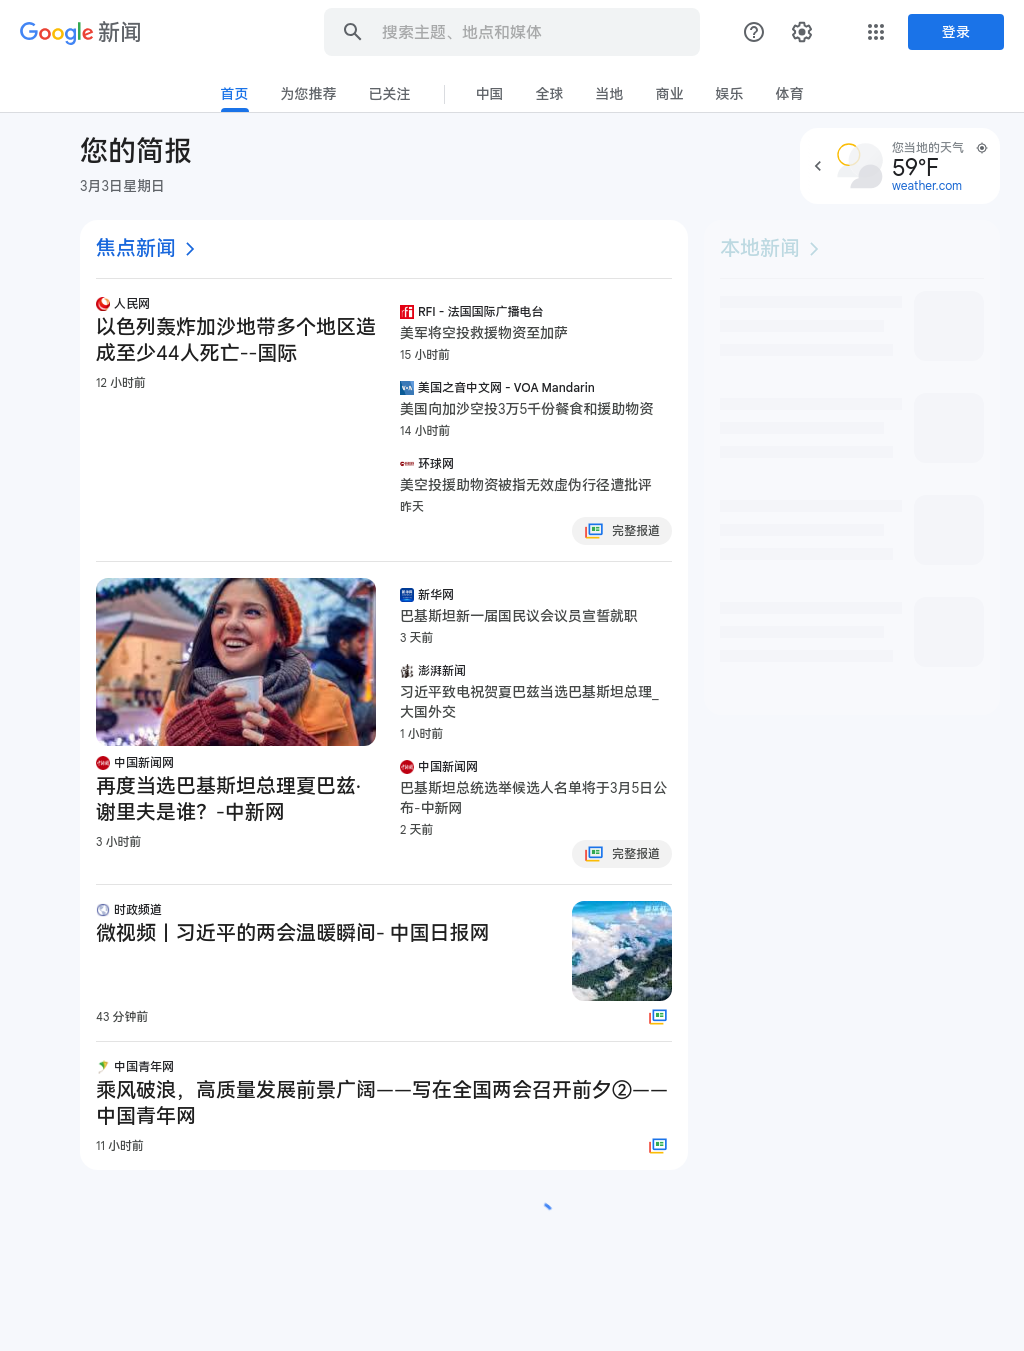 Google 新闻
搜索主题、地点和媒体
登录
首页
为您推荐
已关注
中国
全球
当地
商业
娱乐
体育
您的简报
3月3日星期日
您当地的天气
59°F
weather.com
焦点新闻
人民网
以色列轰炸加沙地带多个地区造
成至少44人死亡--国际
12 小时前
RFI - 法国国际广播电台
美军将空投救援物资至加萨
15 小时前
美国之音中文网 - VOA Mandarin
美国向加沙空投3万5千份餐食和援助物资
14 小时前
环球网
美空投援助物资被指无效虚伪行径遭批评
昨天
完整报道
中国新闻网
再度当选巴基斯坦总理夏巴兹·
谢里夫是谁？-中新网
3 小时前
新华网
巴基斯坦新一届国民议会议员宣誓就职
3 天前
澎湃新闻
习近平致电祝贺夏巴兹当选巴基斯坦总理_
大国外交
1 小时前
中国新闻网
巴基斯坦总统选举候选人名单将于3月5日公
布-中新网
2 天前
完整报道
时政频道
微视频丨习近平的两会温暖瞬间- 中国日报网
43 分钟前
中国青年网
乘风破浪，高质量发展前景广阔——写在全国两会召开前夕②——
中国青年网
11 小时前
本地新闻